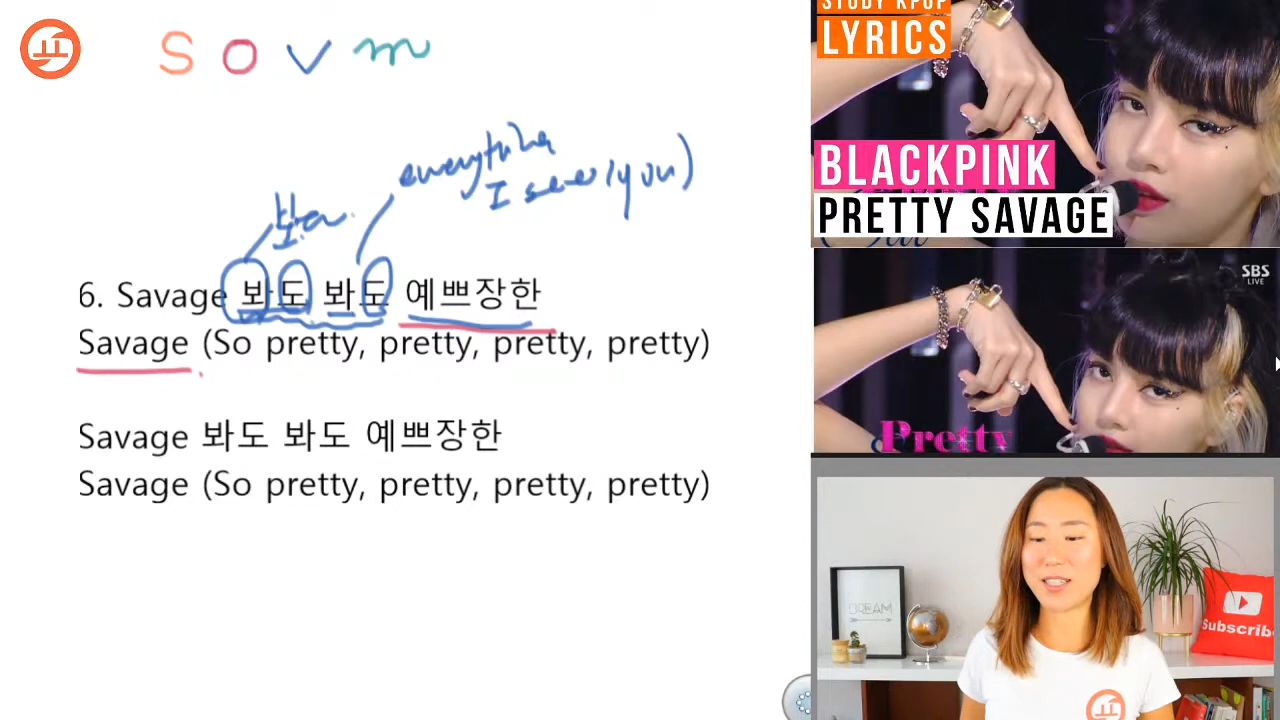 S O V m
everytime
I see (you)
보다
6. Savage 봐도 봐도 예쁘장한
Savage (So pretty, pretty, pretty, pretty)
Savage 봐도 봐도 예쁘장한
Savage (So pretty, pretty, pretty, pretty)
STUDY KPOP
LYRICS
BLACKPINK
PRETTY SAVAGE
SBS
LIVE
Pretty
DREAM
Subscribe